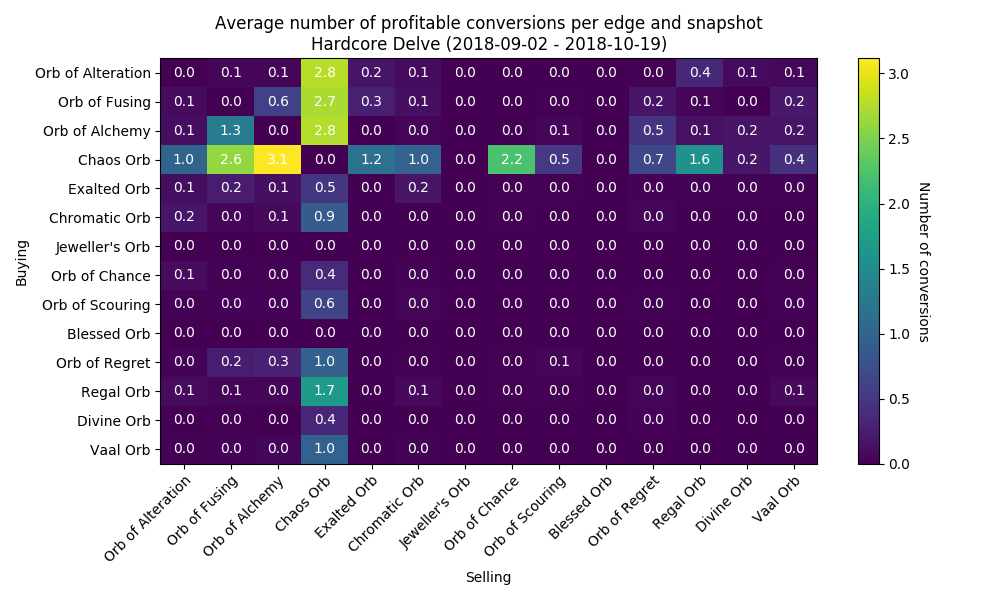 Average number of profitable conversions per edge and snapshot
Hardcore Delve (2018-09-02 - 2018-10-19)
Buying
Orb of Alteration 0.0 0.1 0.1 2.8 0.2 0.1 0.0 0.0 0.0 0.0 0.0 0.4 0.1 0.1
Orb of Fusing 0.1 0.0 0.6 2.7 0.3 0.1 0.0 0.0 0.0 0.0 0.2 0.1 0.0 0.2
Orb of Alchemy 0.1 1.3 0.0 2.8 0.0 0.0 0.0 0.0 0.1 0.0 0.5 0.1 0.2 0.2
Chaos Orb 1.0 2.6 3.1 0.0 1.2 1.0 0.0 2.2 0.5 0.0 0.7 1.6 0.2 0.4
Exalted Orb 0.1 0.2 0.1 0.5 0.0 0.2 0.0 0.0 0.0 0.0 0.0 0.0 0.0 0.0
Chromatic Orb 0.2 0.0 0.1 0.9 0.0 0.0 0.0 0.0 0.0 0.0 0.0 0.0 0.0 0.0
Jeweller's Orb 0.0 0.0 0.0 0.0 0.0 0.0 0.0 0.0 0.0 0.0 0.0 0.0 0.0 0.0
Orb of Chance 0.1 0.0 0.0 0.4 0.0 0.0 0.0 0.0 0.0 0.0 0.0 0.0 0.0 0.0
Orb of Scouring 0.0 0.0 0.0 0.6 0.0 0.0 0.0 0.0 0.0 0.0 0.0 0.0 0.0 0.0
Blessed Orb 0.0 0.0 0.0 0.0 0.0 0.0 0.0 0.0 0.0 0.0 0.0 0.0 0.0 0.0
Orb of Regret 0.0 0.2 0.3 1.0 0.0 0.0 0.0 0.0 0.1 0.0 0.0 0.0 0.0 0.0
Regal Orb 0.1 0.1 0.0 1.7 0.0 0.1 0.0 0.0 0.0 0.0 0.0 0.0 0.0 0.1
Divine Orb 0.0 0.0 0.0 0.4 0.0 0.0 0.0 0.0 0.0 0.0 0.0 0.0 0.0 0.0
Vaal Orb 0.0 0.0 0.0 1.0 0.0 0.0 0.0 0.0 0.0 0.0 0.0 0.0 0.0 0.0
Orb of Alteration
Orb of Fusing
Orb of Alchemy
Chaos Orb
Exalted Orb
Chromatic Orb
Jeweller's Orb
Orb of Chance
Orb of Scouring
Blessed Orb
Orb of Regret
Regal Orb
Divine Orb
Vaal Orb
Selling
3.0
2.5
2.0
1.5
1.0
0.5
0.0
Number of conversions